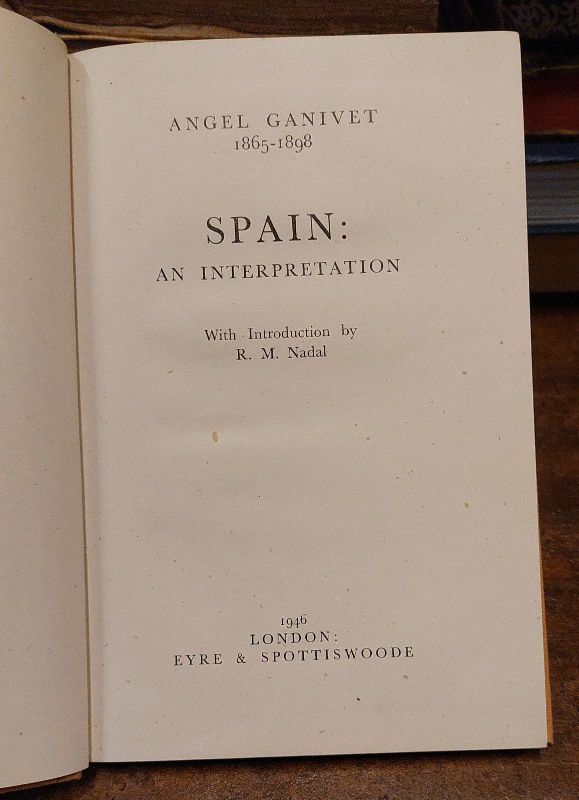 ANGEL GANIVET
1865-1898
SPAIN:
AN INTERPRETATION
With Introduction by
R. M. Nadal
1946
LONDON:
EYRE & SPOTTISWOODE